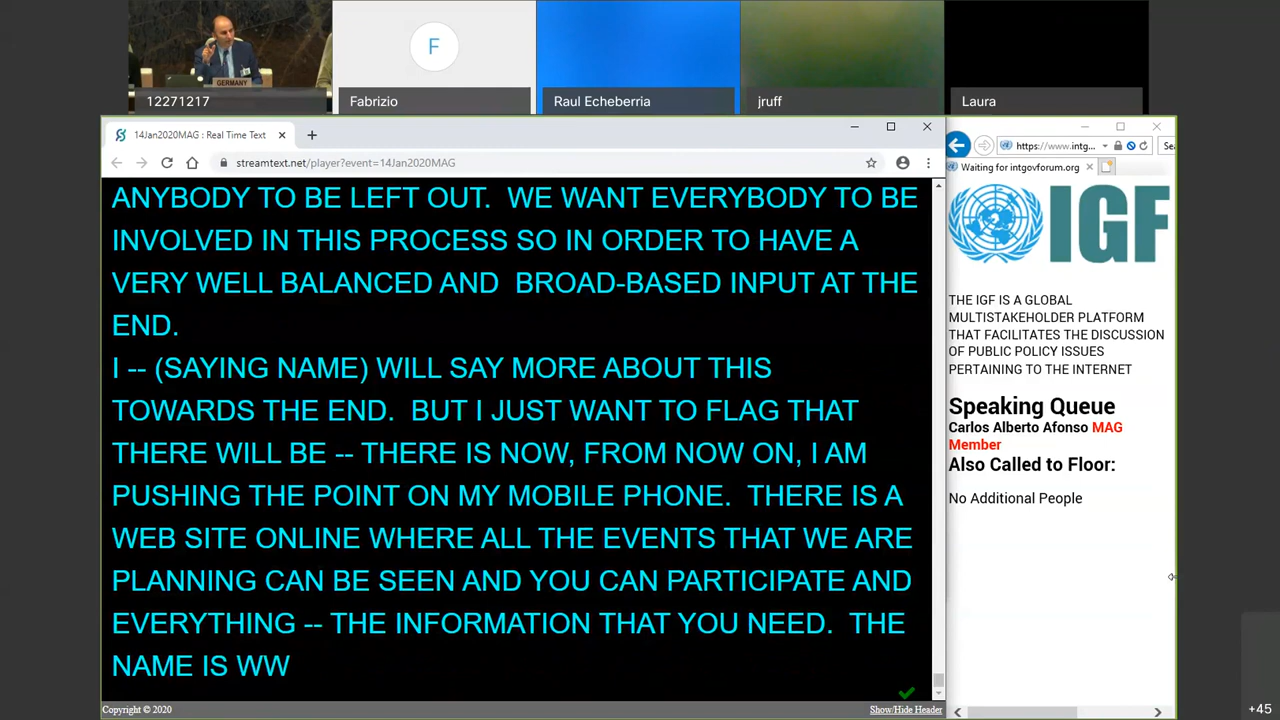 GERMANY
F
12271217
Fabrizio
Raul Echeberria
jruff
Laura
14Jan2020MAG : Real Time Text
streamtext.net/player?event=14Jan2020MAG
ANYBODY TO BE LEFT OUT.  WE WANT EVERYBODY TO BE
INVOLVED IN THIS PROCESS SO IN ORDER TO HAVE A
VERY WELL BALANCED AND  BROAD-BASED INPUT AT THE
END.
I -- (SAYING NAME) WILL SAY MORE ABOUT THIS
TOWARDS THE END.  BUT I JUST WANT TO FLAG THAT
THERE WILL BE -- THERE IS NOW, FROM NOW ON, I AM
PUSHING THE POINT ON MY MOBILE PHONE.  THERE IS A
WEB SITE ONLINE WHERE ALL THE EVENTS THAT WE ARE
PLANNING CAN BE SEEN AND YOU CAN PARTICIPATE AND
EVERYTHING -- THE INFORMATION THAT YOU NEED.  THE
NAME IS WW
Copyright © 2020
Show/Hide Header
https://www.intg...
Waiting for intgovforum.org
IGF
THE IGF IS A GLOBAL
MULTISTAKEHOLDER PLATFORM
THAT FACILITATES THE DISCUSSION
OF PUBLIC POLICY ISSUES
PERTAINING TO THE INTERNET
Speaking Queue
Carlos Alberto Afonso MAG
Member
Also Called to Floor:
No Additional People
+45